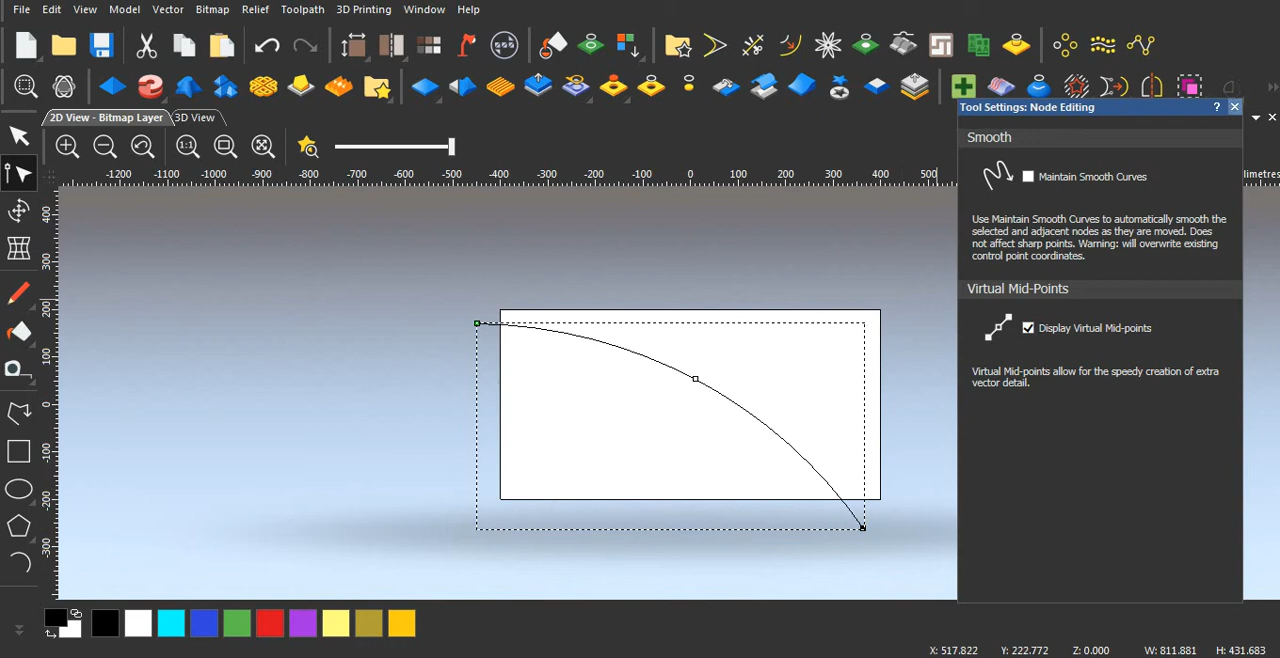 File Edit View Model Vector Bitmap Relief Toolpath 3D Printing Window Help
2D View - Bitmap Layer 3D View
Tool Settings: Node Editing ?
1:1
-1200 -1100 -1000 -900 -800 -700 -600 -500 -400 -300 -200 -100 0 100 200 300 400 500 limetres
400
300
200
100
0
-100
-200
-300
Smooth
Maintain Smooth Curves
Use Maintain Smooth Curves to automatically smooth the
selected and adjacent nodes as they are moved. Does
not affect sharp points. Warning: will overwrite existing
control point coordinates.
Virtual Mid-Points
Display Virtual Mid-points
Virtual Mid-points allow for the speedy creation of extra
vector detail.
X: 517.822 Y: 222.772 Z: 0.000 W: 811.881 H: 431.683